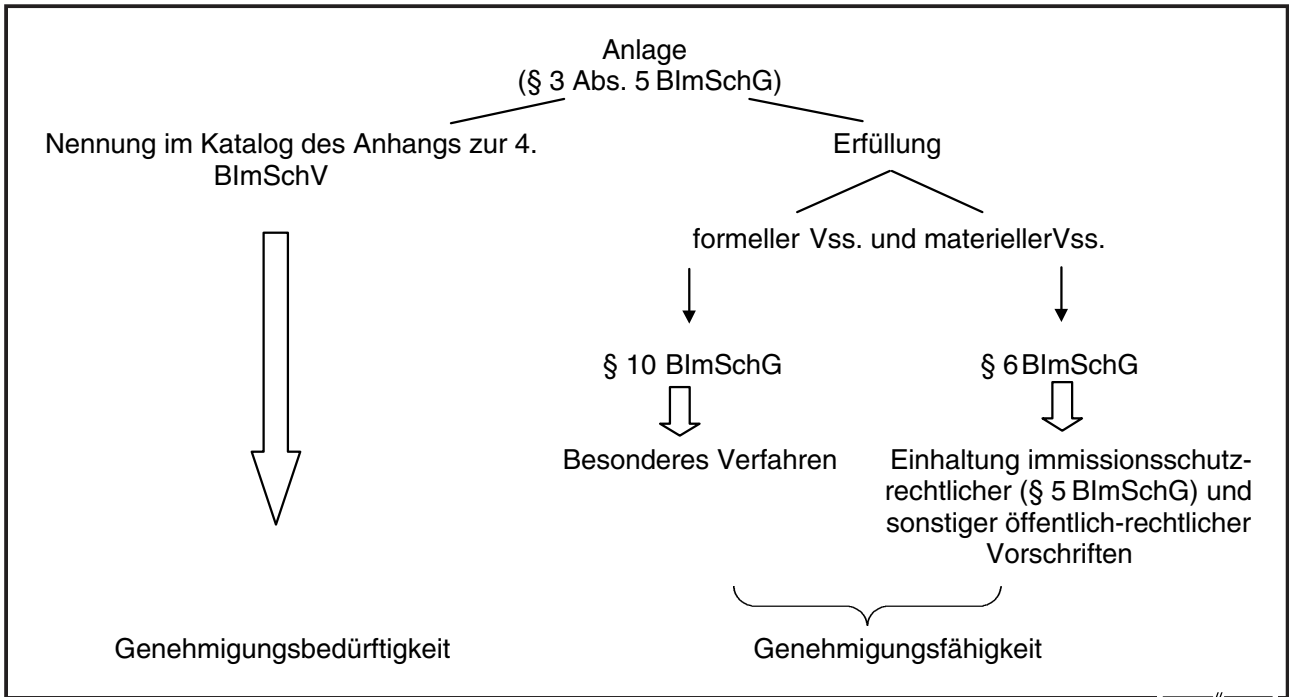 Anlage
(§ 3 Abs. 5 BImSchG)
Nennung im Katalog des Anhangs zur 4.
BImSchV
Erfüllung
formeller Vss. und materiellerVss.
§ 10 BImSchG
§ 6 BImSchG
Besonderes Verfahren
Einhaltung immissionsschutz-
rechtlicher (§ 5 BImSchG) und
sonstiger öffentlich-rechtlicher
Vorschriften
Genehmigungsbedürftigkeit
Genehmigungsfähigkeit